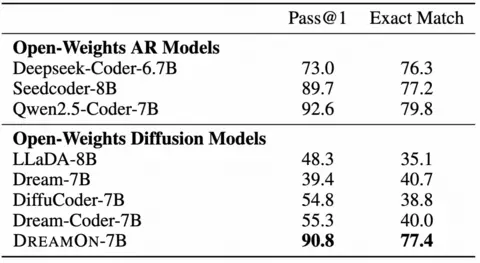 Pass@1 Exact Match
Open-Weights AR Models
Deepseek-Coder-6.7B 73.0 76.3
Seedcoder-8B 89.7 77.2
Qwen2.5-Coder-7B 92.6 79.8
Open-Weights Diffusion Models
LLaDA-8B 48.3 35.1
Dream-7B 39.4 40.7
DiffuCoder-7B 54.8 38.8
Dream-Coder-7B 55.3 40.0
DREAMON-7B 90.8 77.4